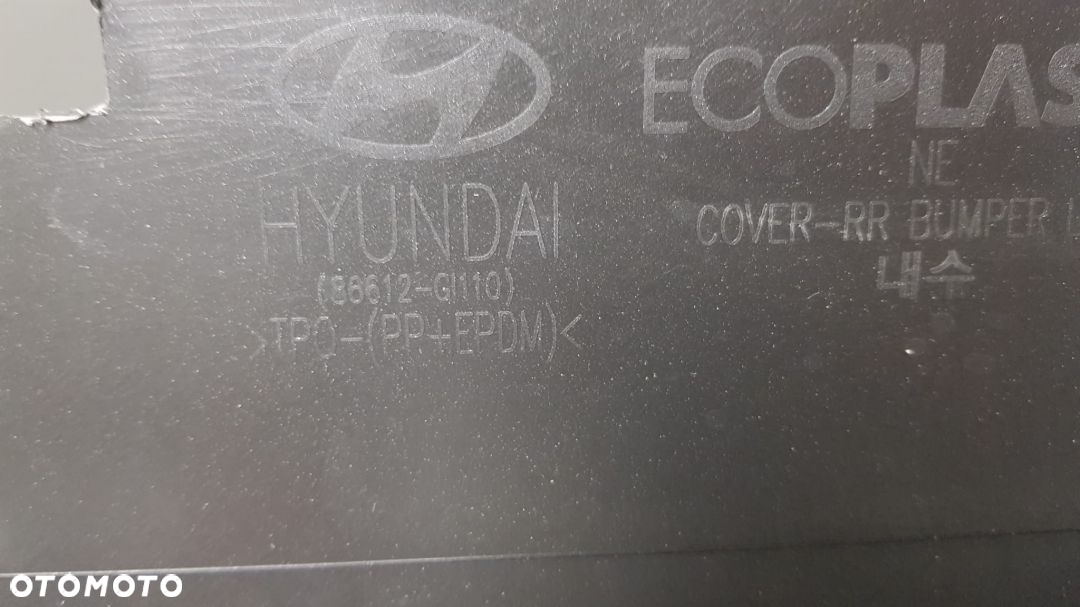 ECOPLAS
NE
HYUNDAI
COVER-RR BUMPER L
내수
(86612-GI110)
>TPO-(PP+EPDM)<
OTOMOTO